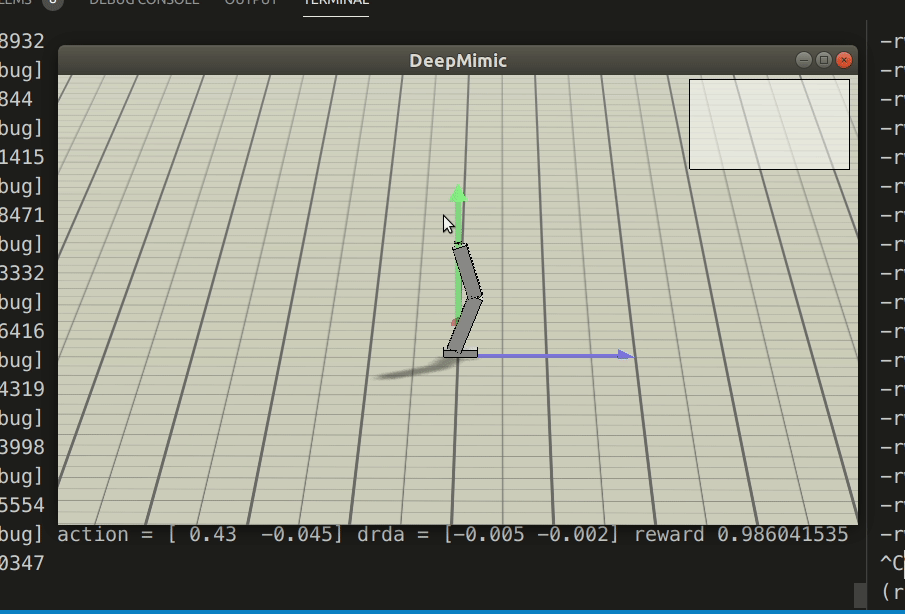 LEMS 8 DEBUG CONSOLE OUTPUT TERMINAL
8932
-r
DeepMimic
bug]
-r
844
-r
bug]
-r
1415
-r
bug]
-r
8471
-r
bug]
-r
3332
-r
bug]
-r
6416
-r
bug]
-r
4319
-r
bug]
-r
3998
-r
bug]
-r
5554
-r
bug] action = [ 0.43 -0.045] drda = [-0.005 -0.002] reward 0.986041535
-r
0347
^C
(r